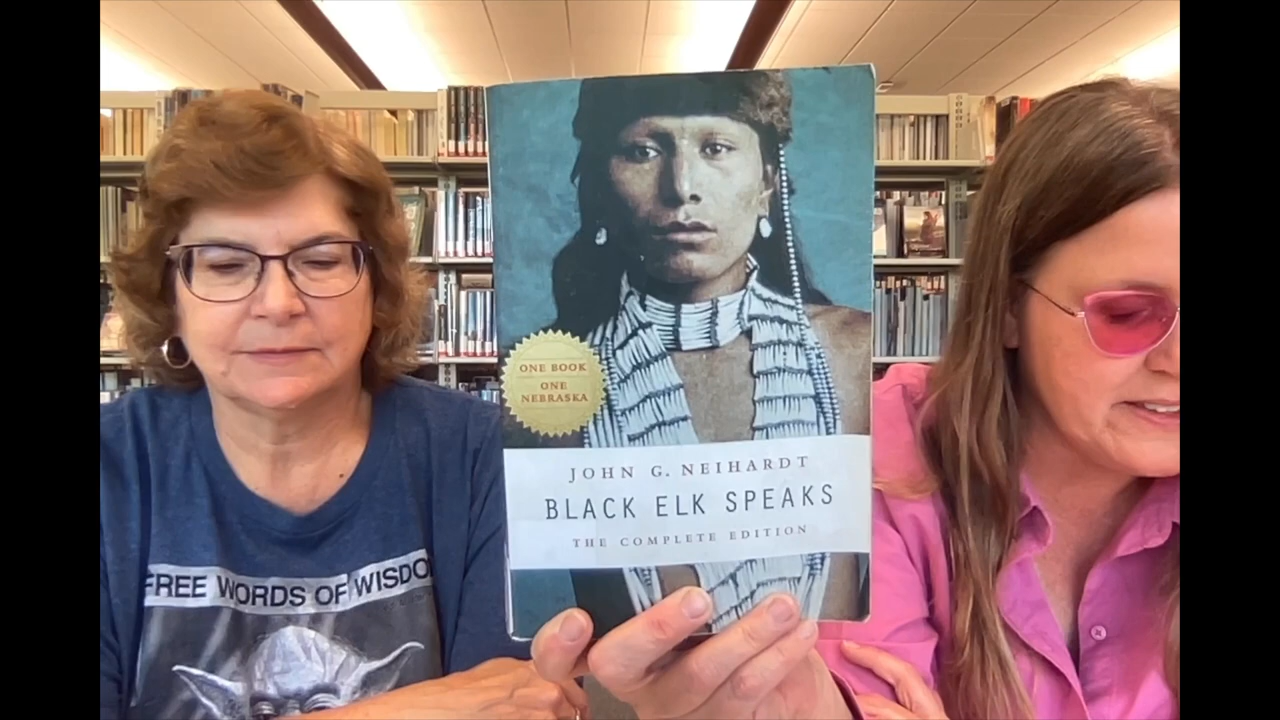 ONE BOOK
ONE
NEBRASKA
JOHN G. NEIHARDT
BLACK ELK SPEAKS
THE COMPLETE EDITION
FREE WORDS OF WISDO